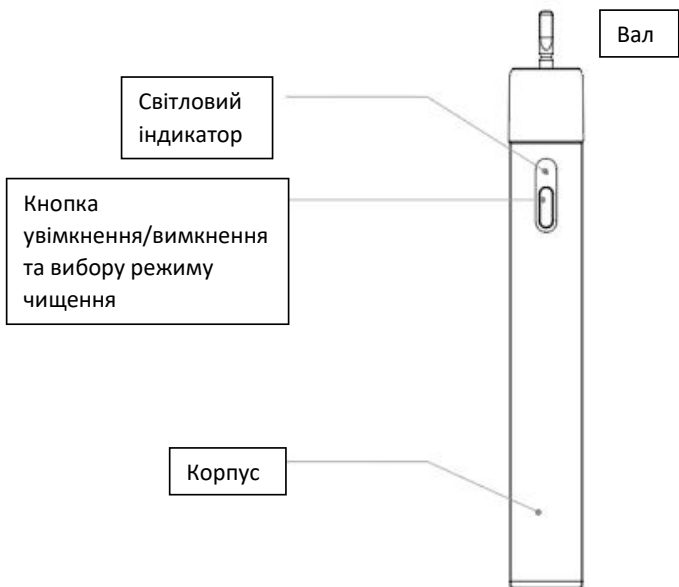 Вал
Світловий
індикатор
Кнопка
увімкнення/вимкнення
та вибору режиму
чищення
Корпус